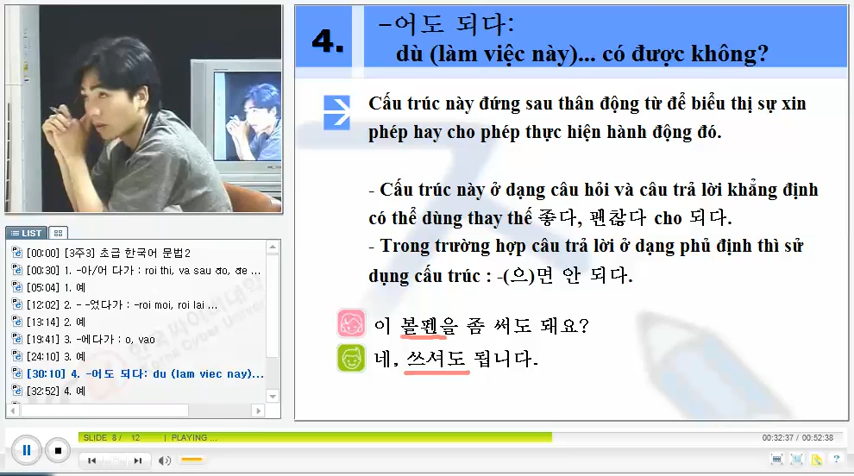 4.
-어도 되다:
dù (làm việc này)... có được không?
Cấu trúc này đứng sau thân động từ để biểu thị sự xin
phép hay cho phép thực hiện hành động đó.
- Cấu trúc này ở dạng câu hỏi và câu trả lời khẳng định
có thể dùng thay thế 좋다, 괜찮다 cho 되다.
- Trong trường hợp câu trả lời ở dạng phủ định thì sử
dụng cấu trúc : -(으)면 안 되다.
이 볼펜을 좀 써도 돼요?
네, 쓰셔도 됩니다.
LIST
[00:00] [3주3] 초급 한국어 문법2
[00:30] 1. -아/어 다가 : roi thi, va sau đo, đe ...
[05:04] 1. 예
[12:02] 2. - -었다가 : -roi moi, roi lai ...
[13:14] 2. 예
[19:41] 3. -에다가 : o, vao
[24:10] 3. 예
[30:10] 4. -어도 되다: du (lam viec nay)...
[32:52] 4. 예
SLIDE 8 / 12 | PLAYING ...
00:32:37 / 00:52:38